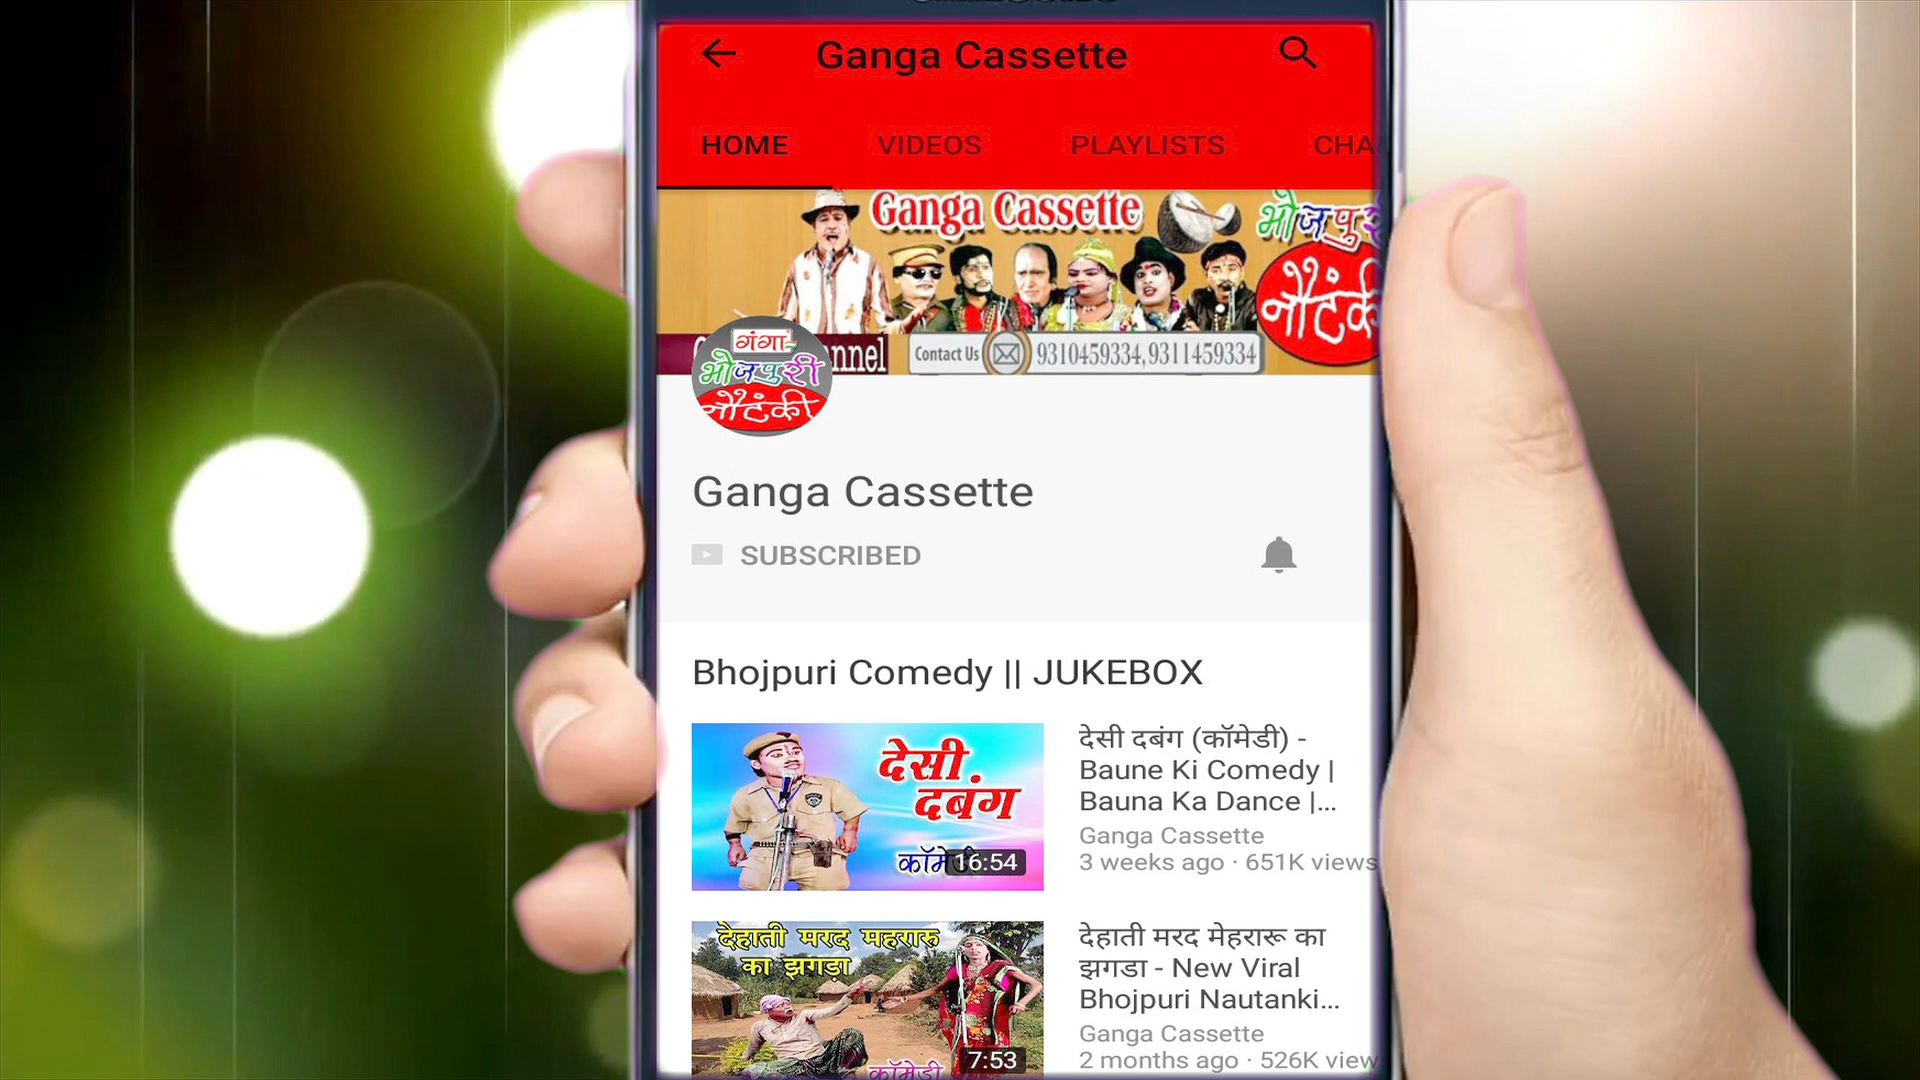 Ganga Cassette
HOME VIDEOS PLAYLISTS CHA
Ganga Cassette
भोजपुरी
नौटंकी
nnel
Contact Us 9310459334,9311459334
गंगा
भोजपुरी
नौटंकी
Ganga Cassette
SUBSCRIBED
Bhojpuri Comedy || JUKEBOX
देसी
दबंग
कॉमेडी
16:54
देसी दबंग (कॉमेडी) -
Baune Ki Comedy |
Bauna Ka Dance |...
Ganga Cassette
3 weeks ago · 651K views
देहाती मरद महरारु
का झगडा
कॉमेडी
7:53
देहाती मरद मेहरारू का
झगडा - New Viral
Bhojpuri Nautanki...
Ganga Cassette
2 months ago · 526K view